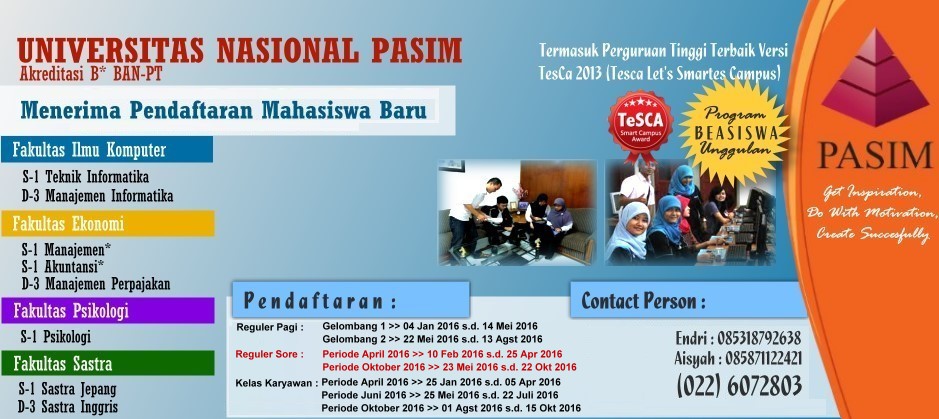 UNIVERSITAS NASIONAL PASIM
Akreditasi B* BAN-PT
Menerima Pendaftaran Mahasiswa Baru
Fakultas Ilmu Komputer
S-1 Teknik Informatika
D-3 Manajemen Informatika
Fakultas Ekonomi
S-1 Manajemen*
S-1 Akuntansi*
D-3 Manajemen Perpajakan
Fakultas Psikologi
S-1 Psikologi
Fakultas Sastra
S-1 Sastra Jepang
D-3 Sastra Inggris
Termasuk Perguruan Tinggi Terbaik Versi
TesCa 2013 (Tesca Let's Smartes Campus)
TeSCA
Smart Campus
Award
Program
BEASISWA
Unggulan
Pendaftaran :
Reguler Pagi : Gelombang 1 >> 04 Jan 2016 s.d. 14 Mei 2016
Gelombang 2 >> 22 Mei 2016 s.d. 13 Agst 2016
Reguler Sore : Periode April 2016 >> 10 Feb 2016 s.d. 25 Apr 2016
Periode Oktober 2016 >> 23 Mei 2016 s.d. 22 Okt 2016
Kelas Karyawan : Periode April 2016 >> 25 Jan 2016 s.d. 05 Apr 2016
Periode Juni 2016 >> 25 Mei 2016 s.d. 22 Juli 2016
Periode Oktober 2016 >> 01 Agst 2016 s.d. 15 Okt 2016
Contact Person :
Endri : 085318792638
Aisyah : 085871122421
(022) 6072803
PASIM
Get Inspiration,
Do With Motivation,
Create Succesfully